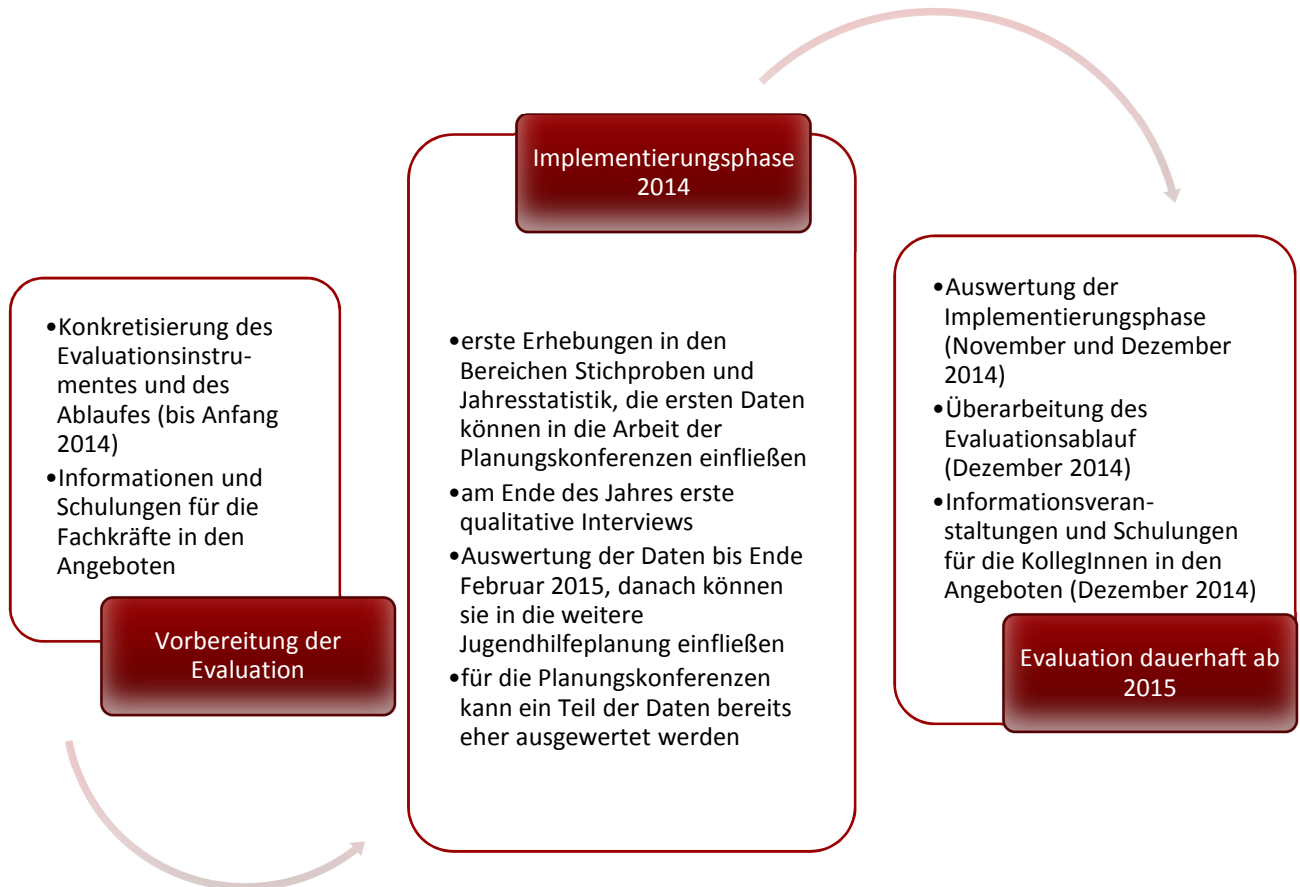 •Konkretisierung des
Evaluationsinstru-
mentes und des
Ablaufes (bis Anfang
2014)
•Informationen und
Schulungen für die
Fachkräfte in den
Angeboten
Vorbereitung der
Evaluation
Implementierungsphase
2014
•erste Erhebungen in den
Bereichen Stichproben und
Jahresstatistik, die ersten Daten
können in die Arbeit der
Planungskonferenzen einfließen
•am Ende des Jahres erste
qualitative Interviews
•Auswertung der Daten bis Ende
Februar 2015, danach können
sie in die weitere
Jugendhilfeplanung einfließen
•für die Planungskonferenzen
kann ein Teil der Daten bereits
eher ausgewertet werden
•Auswertung der
Implementierungsphase
(November und Dezember
2014)
•Überarbeitung des
Evaluationsablauf
(Dezember 2014)
•Informationsveran-
staltungen und Schulungen
für die KollegInnen in den
Angeboten (Dezember 2014)
Evaluation dauerhaft ab
2015